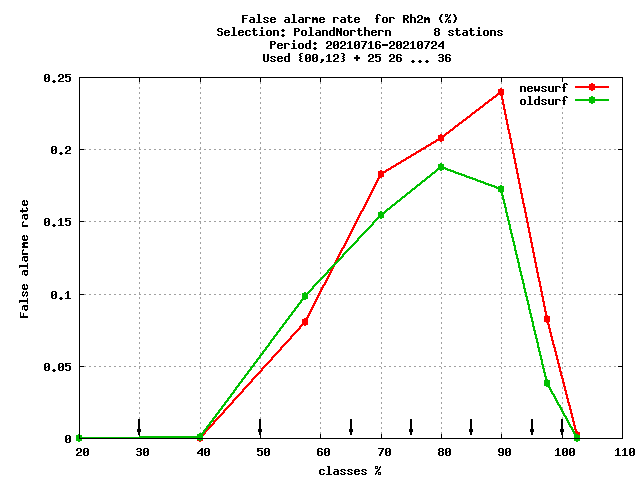 False alarme rate  for Rh2m (%)
Selection: PolandNorthern      8 stations
Period: 20210716-20210724
Used {00,12} + 25 26 ... 36
0.25
newsurf
oldsurf
0.2
0.15
0.1
0.05
0
False alarme rate
20 30 40 50 60 70 80 90 100 110
classes %